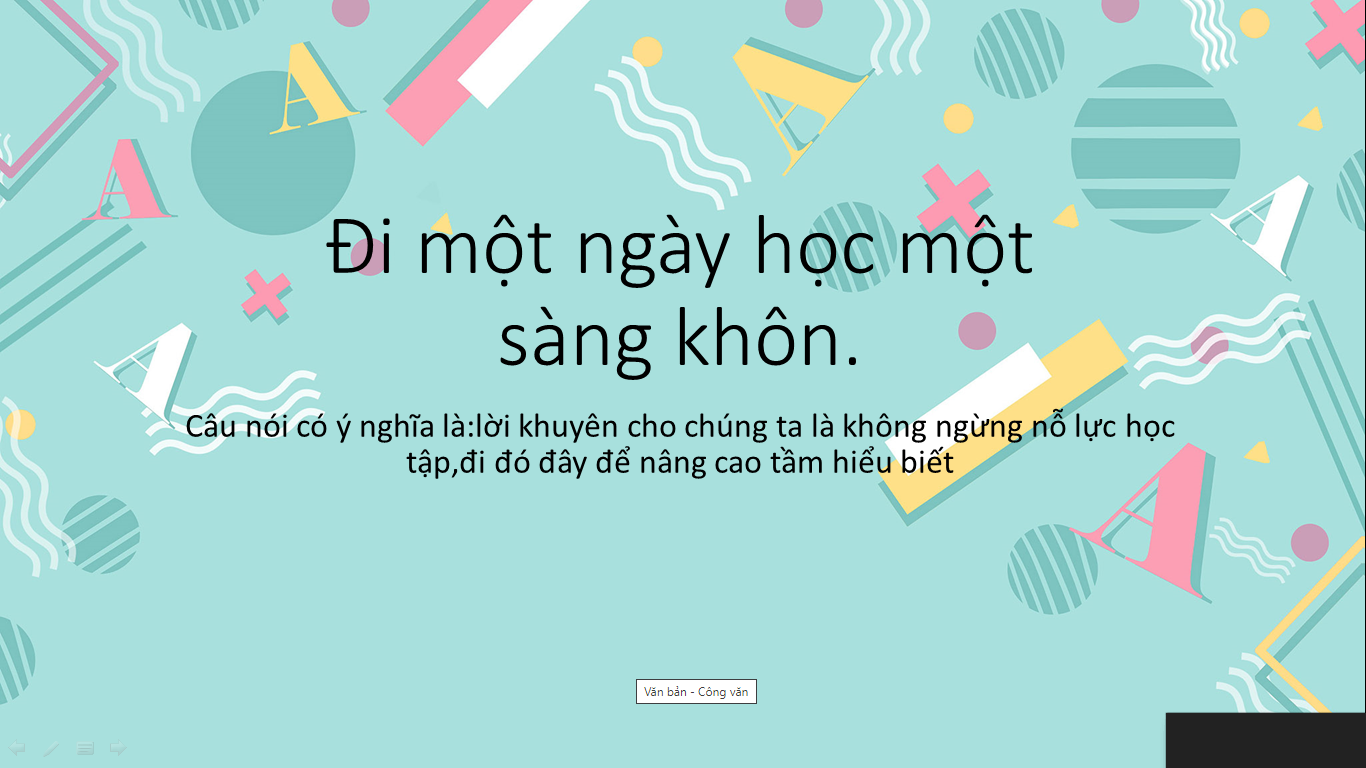 Đi một ngày học một
sàng khôn.
Câu nói có ý nghĩa là:lời khuyên cho chúng ta là không ngừng nỗ lực học
tập,đi đó đây để nâng cao tầm hiểu biết
Văn bản - Công văn
A
A
A
A
A
A